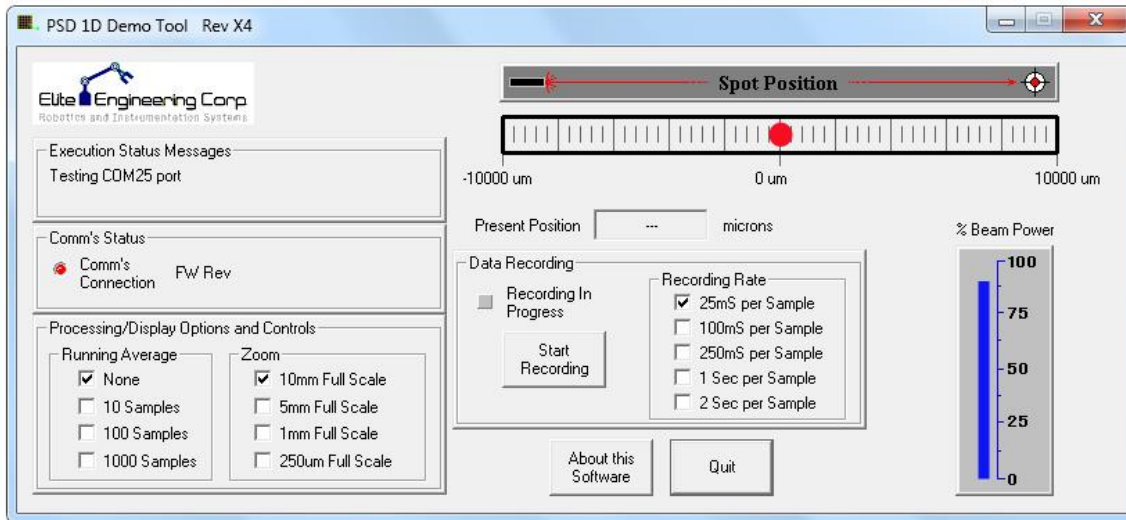 PSD 1D Demo Tool Rev X4
Elite Engineering Corp
Robotics and Instrumentation Systems
Spot Position
-10000 um
0 um
10000 um
Execution Status Messages
Testing COM25 port
Present Position
---
microns
% Beam Power
100
75
50
25
0
Comm's Status
Comm's
Connection
FW Rev
Data Recording
Recording In
Progress
Start
Recording
Recording Rate
25mS per Sample
100mS per Sample
250mS per Sample
1 Sec per Sample
2 Sec per Sample
Processing/Display Options and Controls
Running Average
None
10 Samples
100 Samples
1000 Samples
Zoom
10mm Full Scale
5mm Full Scale
1mm Full Scale
250um Full Scale
About this
Software
Quit